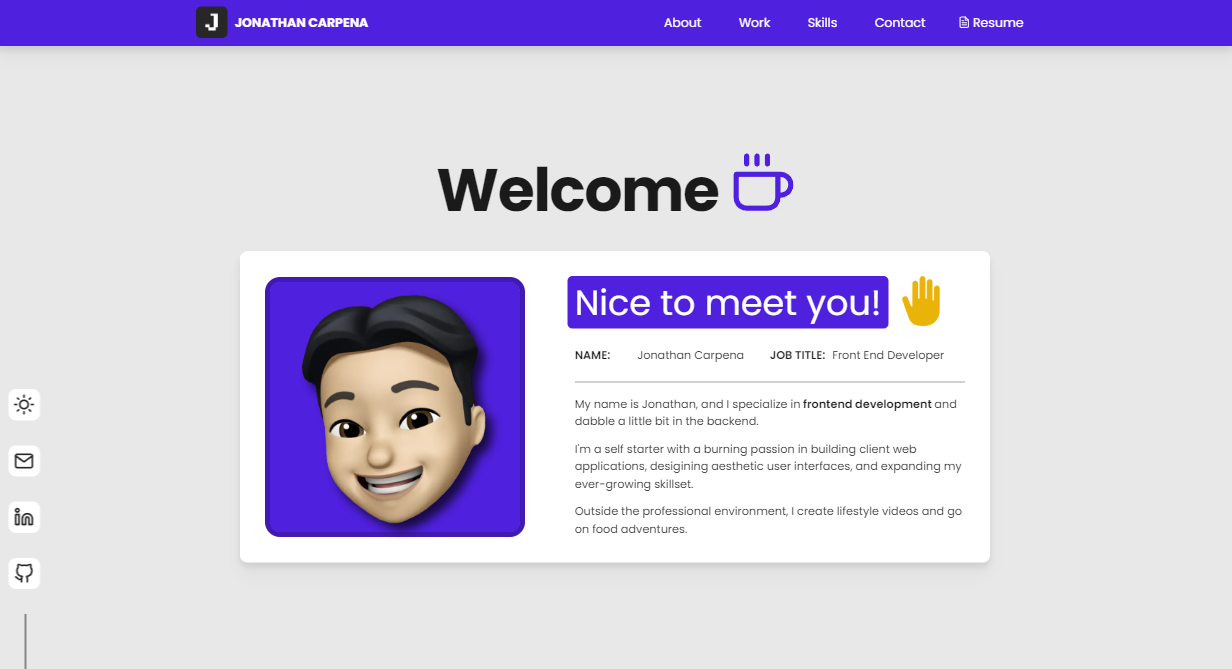 J JONATHAN CARPENA About Work Skills Contact Resume
Welcome
Nice to meet you!
NAME: Jonathan Carpena JOB TITLE: Front End Developer
My name is Jonathan, and I specialize in frontend development and
dabble a little bit in the backend.
I'm a self starter with a burning passion in building client web
applications, desigining aesthetic user interfaces, and expanding my
ever-growing skillset.
Outside the professional environment, I create lifestyle videos and go
on food adventures.
in